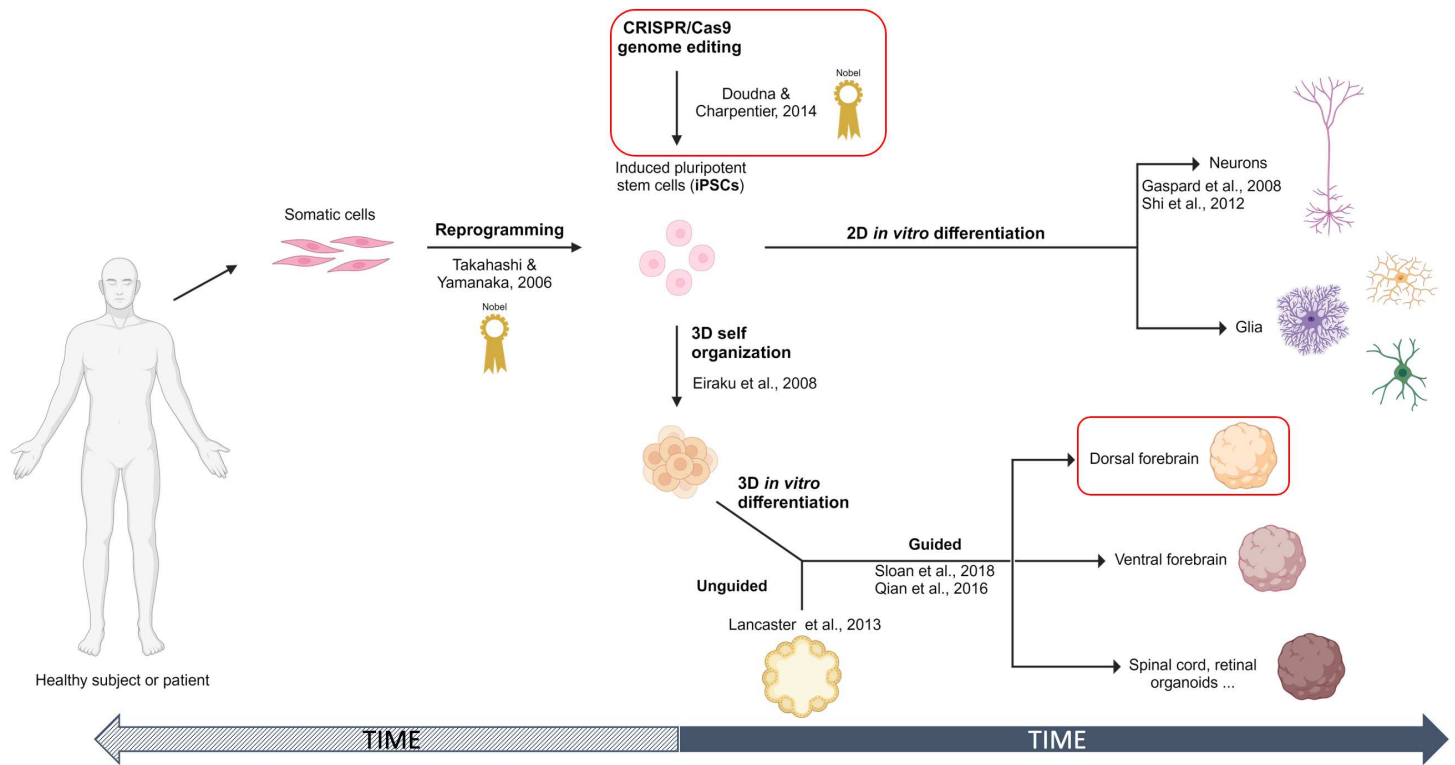 CRISPR/Cas9
genome editing
Nobel
Doudna &
Charpentier, 2014
Induced pluripotent
stem cells (iPSCs)
Somatic cells
Reprogramming
Takahashi &
Yamanaka, 2006
Nobel
2D in vitro differentiation
Neurons
Gaspard et al., 2008
Shi et al., 2012
Glia
3D self
organization
Eiraku et al., 2008
3D in vitro
differentiation
Dorsal forebrain
Guided
Sloan et al., 2018
Qian et al., 2016
Ventral forebrain
Unguided
Lancaster et al., 2013
Spinal cord, retinal
organoids ...
Healthy subject or patient
TIME
TIME